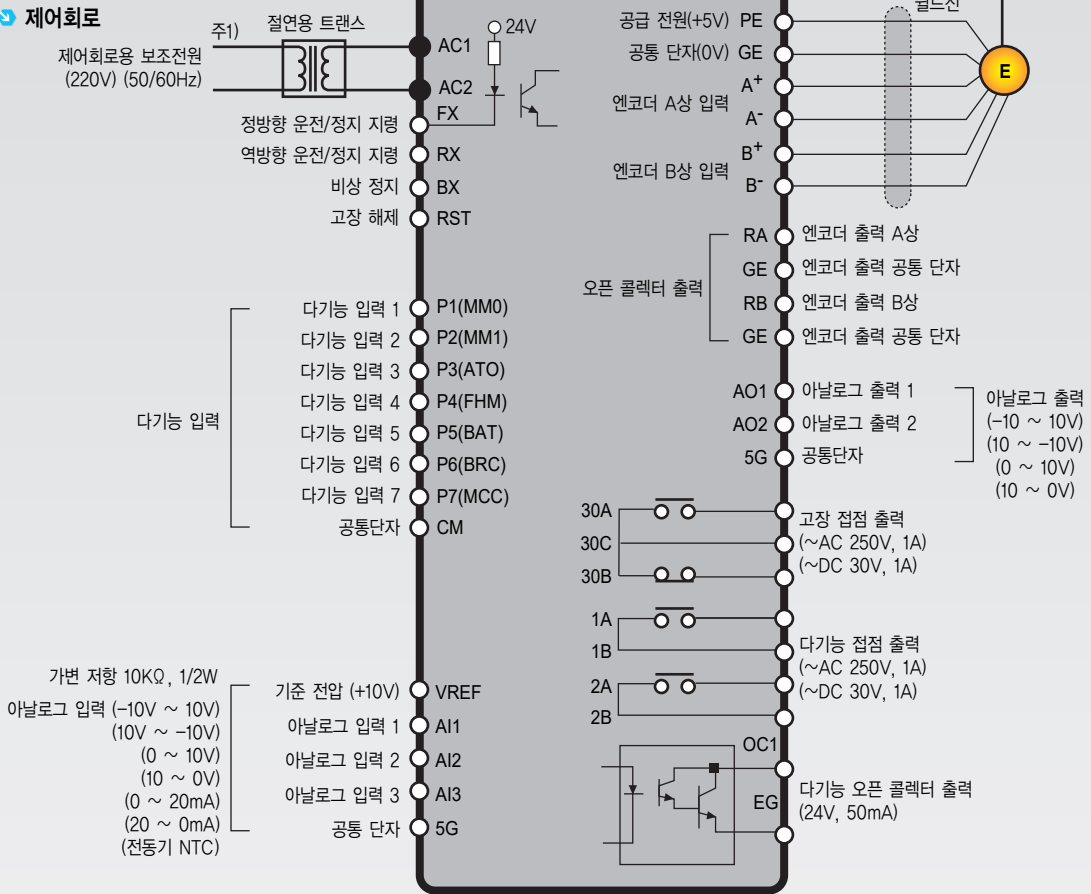 제어회로
주1)
절연용 트랜스
제어회로용 보조전원
(220V) (50/60Hz)
AC1
AC2
24V
정방향 운전/정지 지령
FX
역방향 운전/정지 지령
RX
비상 정지
BX
고장 해제
RST
다기능 입력
다기능 입력 1
P1(MM0)
다기능 입력 2
P2(MM1)
다기능 입력 3
P3(ATO)
다기능 입력 4
P4(FHM)
다기능 입력 5
P5(BAT)
다기능 입력 6
P6(BRC)
다기능 입력 7
P7(MCC)
공통단자
CM
가변 저항 10KΩ, 1/2W
아날로그 입력 (-10V ~ 10V)
(10V ~ -10V)
(0 ~ 10V)
(10 ~ 0V)
(0 ~ 20mA)
(20 ~ 0mA)
(전동기 NTC)
기준 전압 (+10V)
VREF
아날로그 입력 1
AI1
아날로그 입력 2
AI2
아날로그 입력 3
AI3
공통 단자
5G
공급 전원(+5V)
PE
공통 단자(0V)
GE
엔코더 A상 입력
A+
A-
엔코더 B상 입력
B+
B-
E
오픈 콜렉터 출력
RA
엔코더 출력 A상
GE
엔코더 출력 공통 단자
RB
엔코더 출력 B상
GE
엔코더 출력 공통 단자
AO1
아날로그 출력 1
AO2
아날로그 출력 2
5G
공통단자
아날로그 출력
(-10 ~ 10V)
(10 ~ -10V)
(0 ~ 10V)
(10 ~ 0V)
30A
30C
30B
고장 접점 출력
(~AC 250V, 1A)
(~DC 30V, 1A)
1A
1B
2A
2B
다기능 접점 출력
(~AC 250V, 1A)
(~DC 30V, 1A)
OC1
EG
다기능 오픈 콜렉터 출력
(24V, 50mA)